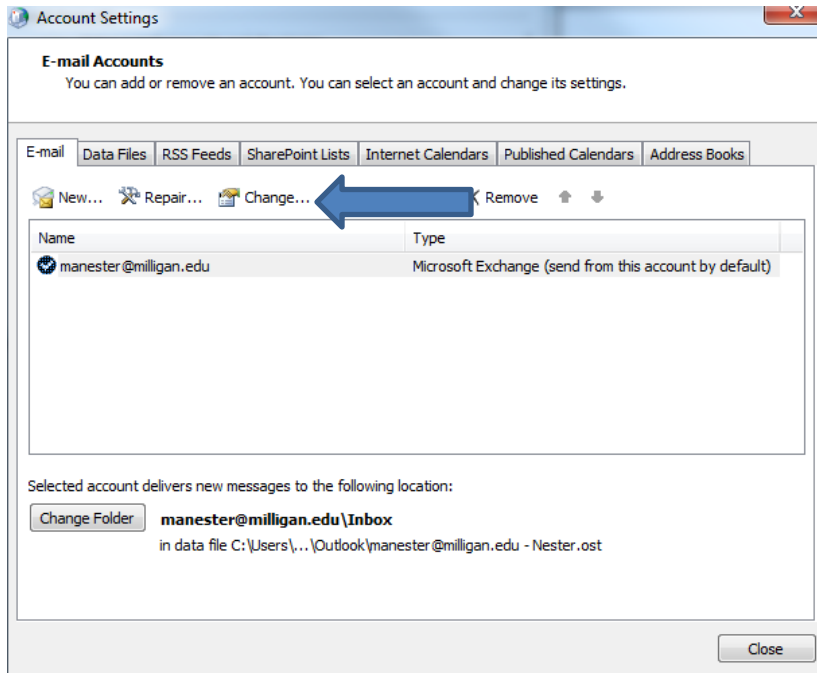 Account Settings
E-mail Accounts
You can add or remove an account. You can select an account and change its settings.
E-mail Data Files RSS Feeds SharePoint Lists Internet Calendars Published Calendars Address Books
New... Repair... Change... Remove
Name Type
manester@milligan.edu Microsoft Exchange (send from this account by default)
Selected account delivers new messages to the following location:
Change Folder manester@milligan.edu\Inbox
in data file C:\Users\...\Outlook\manester@milligan.edu - Nester.ost
Close